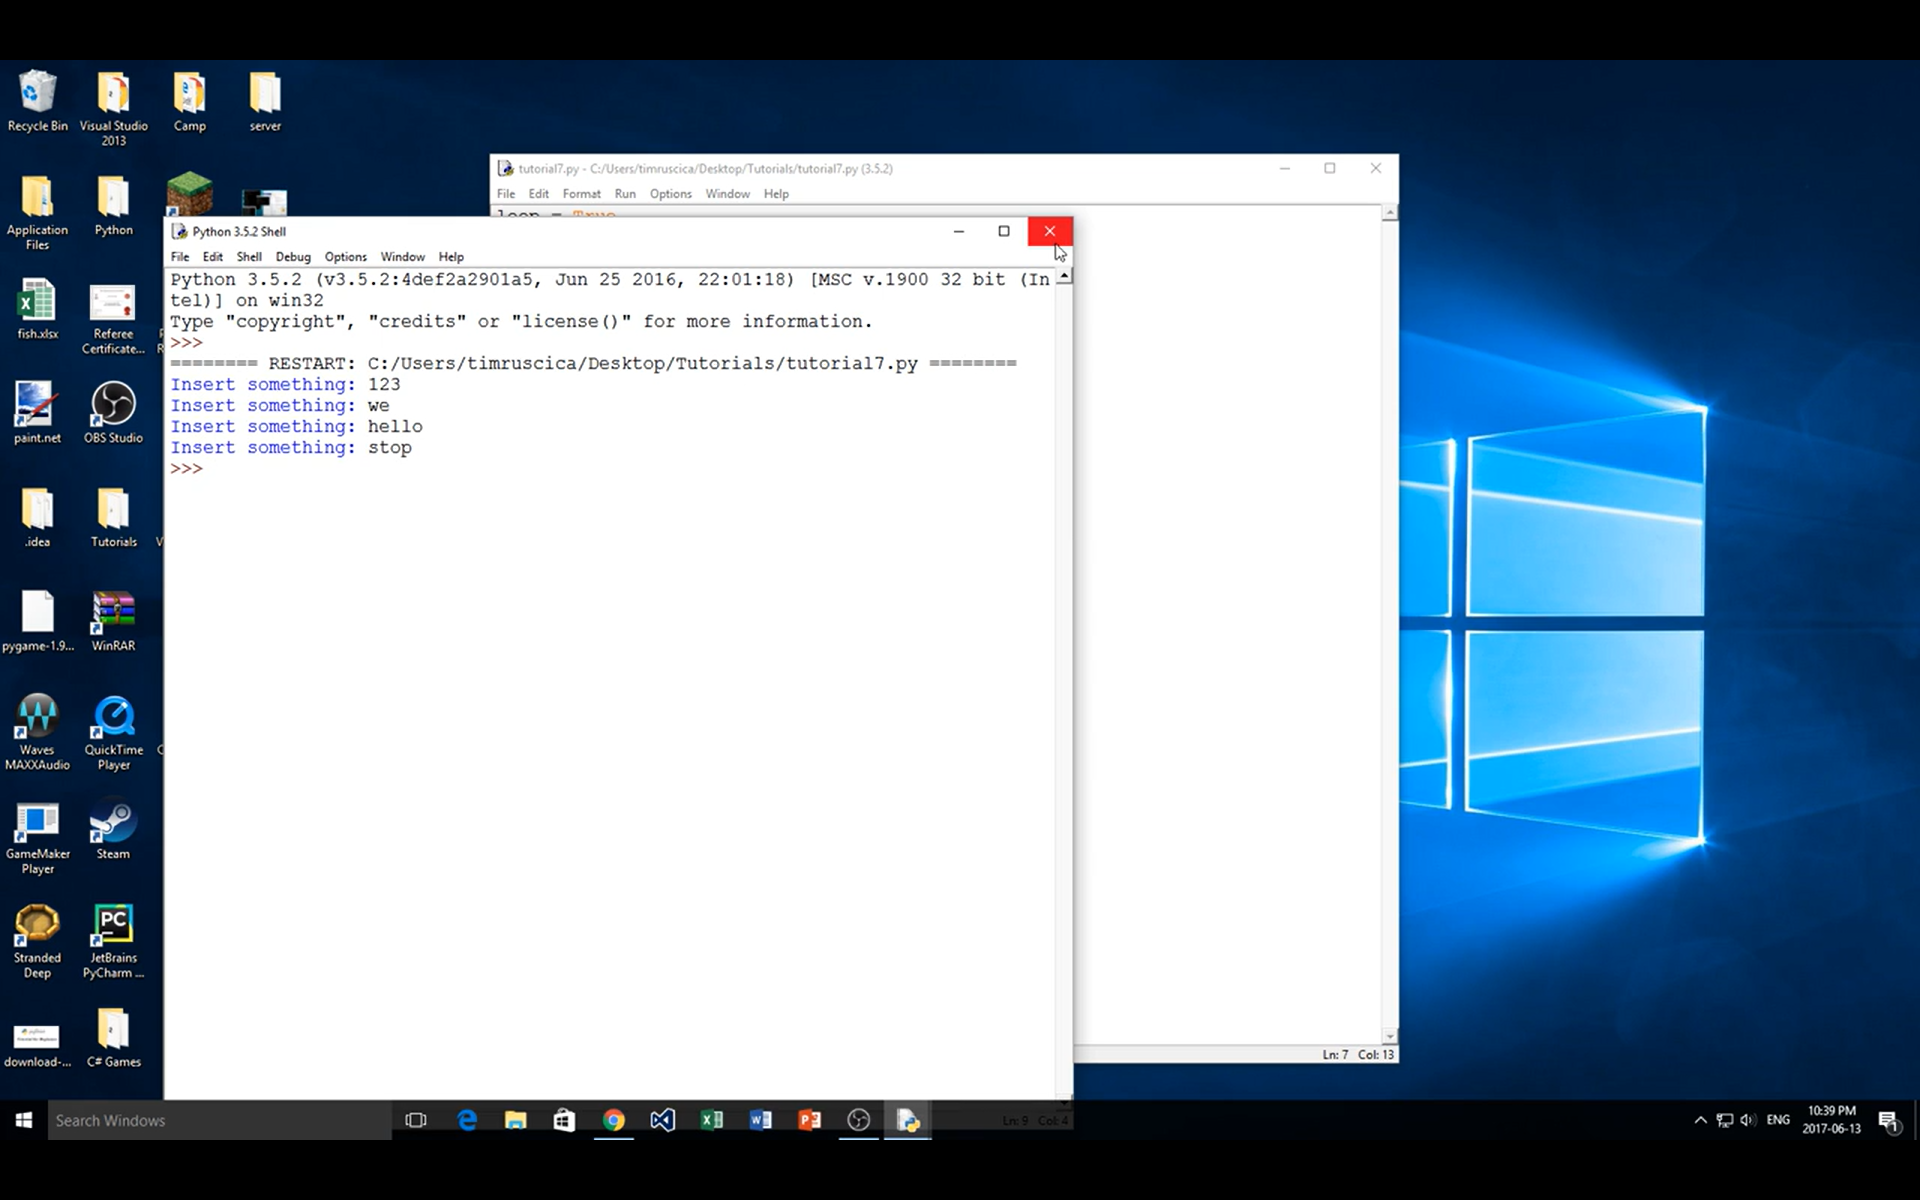 Recycle Bin
Visual Studio
2013
Camp
server
Application
Files
Python
fish.xlsx
Referee
Certificate...
paint.net
OBS Studio
.idea
Tutorials
pygame-1.9...
WinRAR
Waves
MAXXAudio
QuickTime
Player
GameMaker
Player
Steam
Stranded
Deep
JetBrains
PyCharm ...
download-...
C# Games
tutorial7.py - C:/Users/timruscica/Desktop/Tutorials/tutorial7.py (3.5.2)
File Edit Format Run Options Window Help
loop = True
Python 3.5.2 Shell
File Edit Shell Debug Options Window Help
Python 3.5.2 (v3.5.2:4def2a2901a5, Jun 25 2016, 22:01:18) [MSC v.1900 32 bit (In
tel)] on win32
Type "copyright", "credits" or "license()" for more information.
>>>
======== RESTART: C:/Users/timruscica/Desktop/Tutorials/tutorial7.py ========
Insert something: 123
Insert something: we
Insert something: hello
Insert something: stop
>>>
Ln: 7 Col: 13
Ln: 9 Col: 4
Search Windows
ENG
10:39 PM
2017-06-13
1